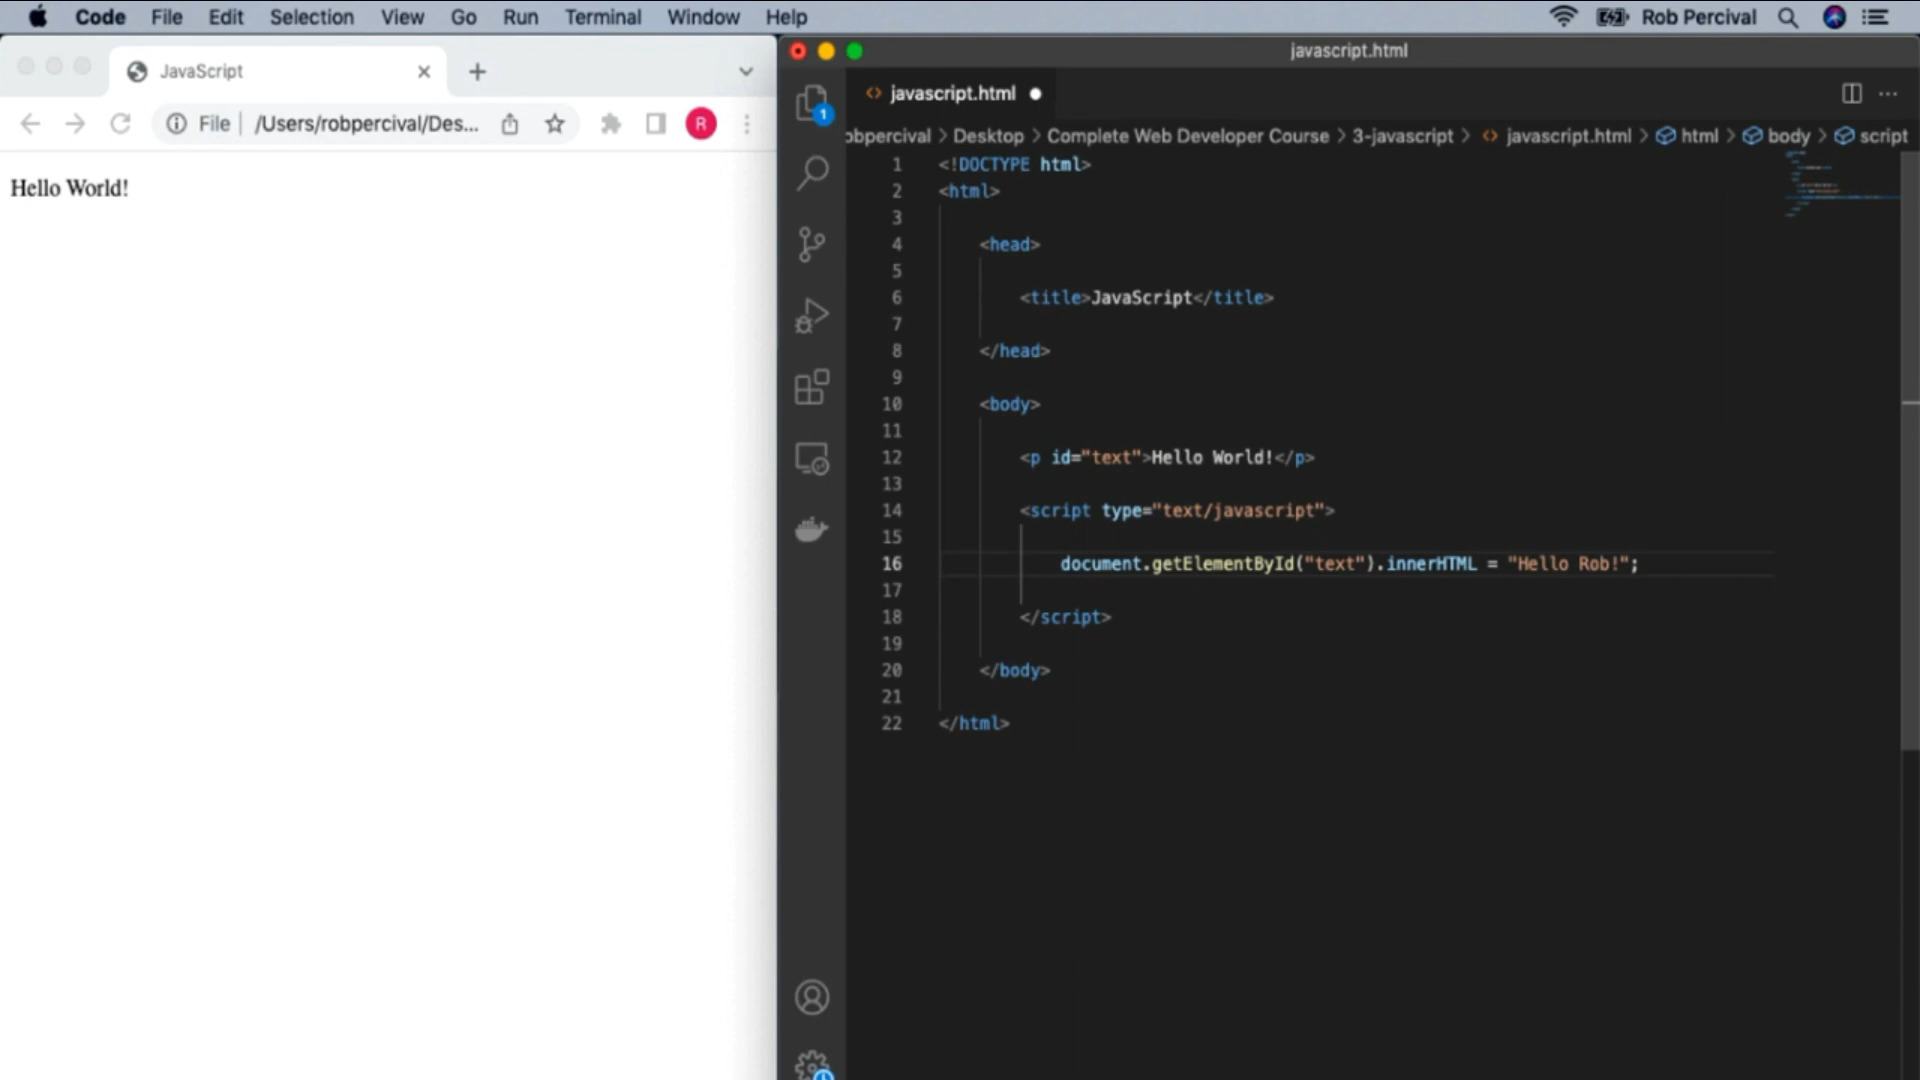 Code File Edit Selection View Go Run Terminal Window Help Rob Percival
JavaScript
File /Users/robpercival/Des...
R
Hello World!
javascript.html
javascript.html
1
obpercival > Desktop > Complete Web Developer Course > 3-javascript > javascript.html > html > body > script
1 <!DOCTYPE html>
2 <html>
3
4 <head>
5
6 <title>JavaScript</title>
7
8 </head>
9
10 <body>
11
12 <p id="text">Hello World!</p>
13
14 <script type="text/javascript">
15
16 document.getElementById("text").innerHTML = "Hello Rob!";
17
18 </script>
19
20 </body>
21
22 </html>